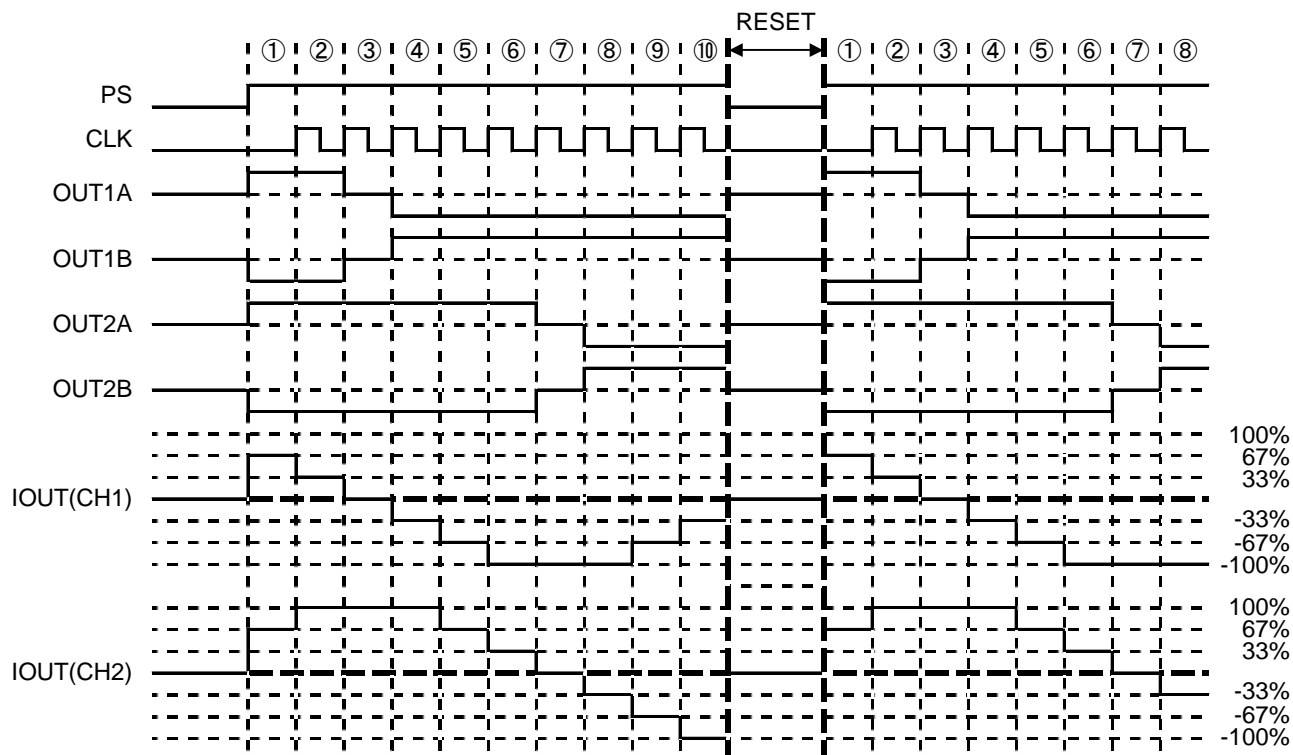 RESET
① ② ③ ④ ⑤ ⑥ ⑦ ⑧ ⑨ ⑩ ① ② ③ ④ ⑤ ⑥ ⑦ ⑧
PS
CLK
OUT1A
OUT1B
OUT2A
OUT2B
100%
67%
33%
IOUT(CH1)
-33%
-67%
-100%
100%
67%
33%
IOUT(CH2)
-33%
-67%
-100%